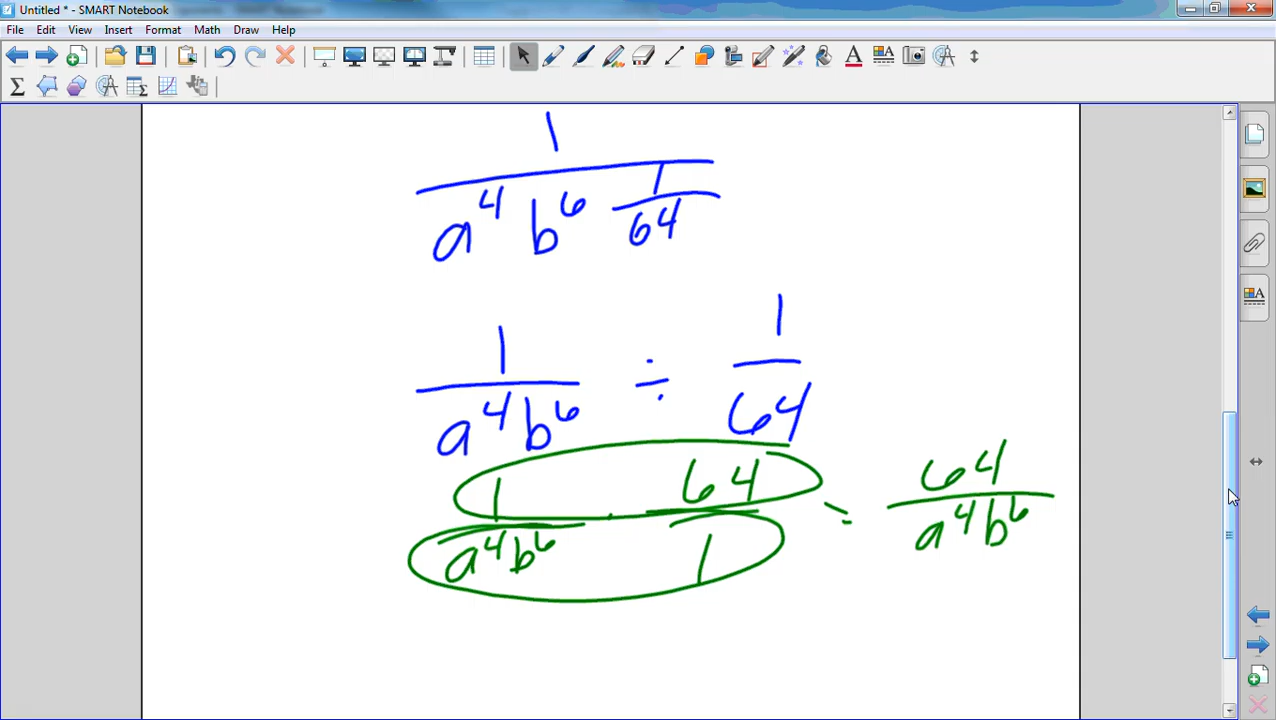 Untitled * - SMART Notebook
File Edit View Insert Format Math Draw Help
1
a⁴ b⁶ 1/64
1/a⁴b⁶ ÷ 1/64
1/a⁴b⁶ · 64/1 = 64/a⁴b⁶